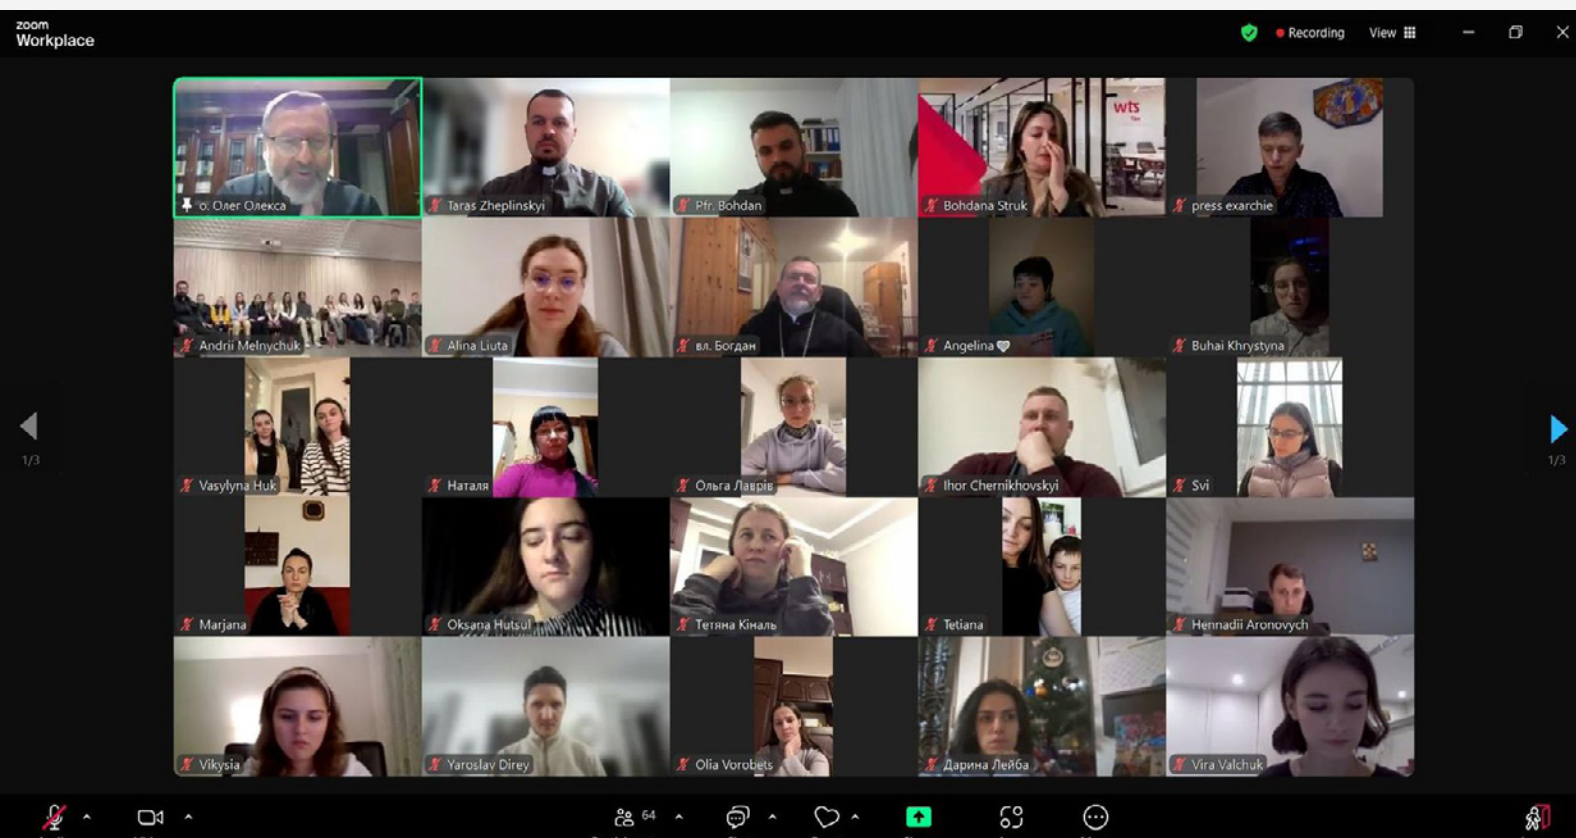 zoom
Workplace
Recording
View
wts
о. Олег Олекса
Taras Zheplinskyi
Pfr. Bohdan
Bohdana Struk
press exarchie
Andrii Melnychuk
Alina Liuta
вл. Богдан
Angelina🤍
Buhai Khrystyna
1/3
1/3
Vasylyna Huk
Наталя
Ольга Лаврів
Ihor Chernikhovskyi
Svi
Marjana
Oksana Hutsul
Тетяна Кіналь
Tetiana
Hennadii Aronovych
Vikysia
Yaroslav Direy
Olia Vorobets
Дарина Лейба
Vira Valchuk
64